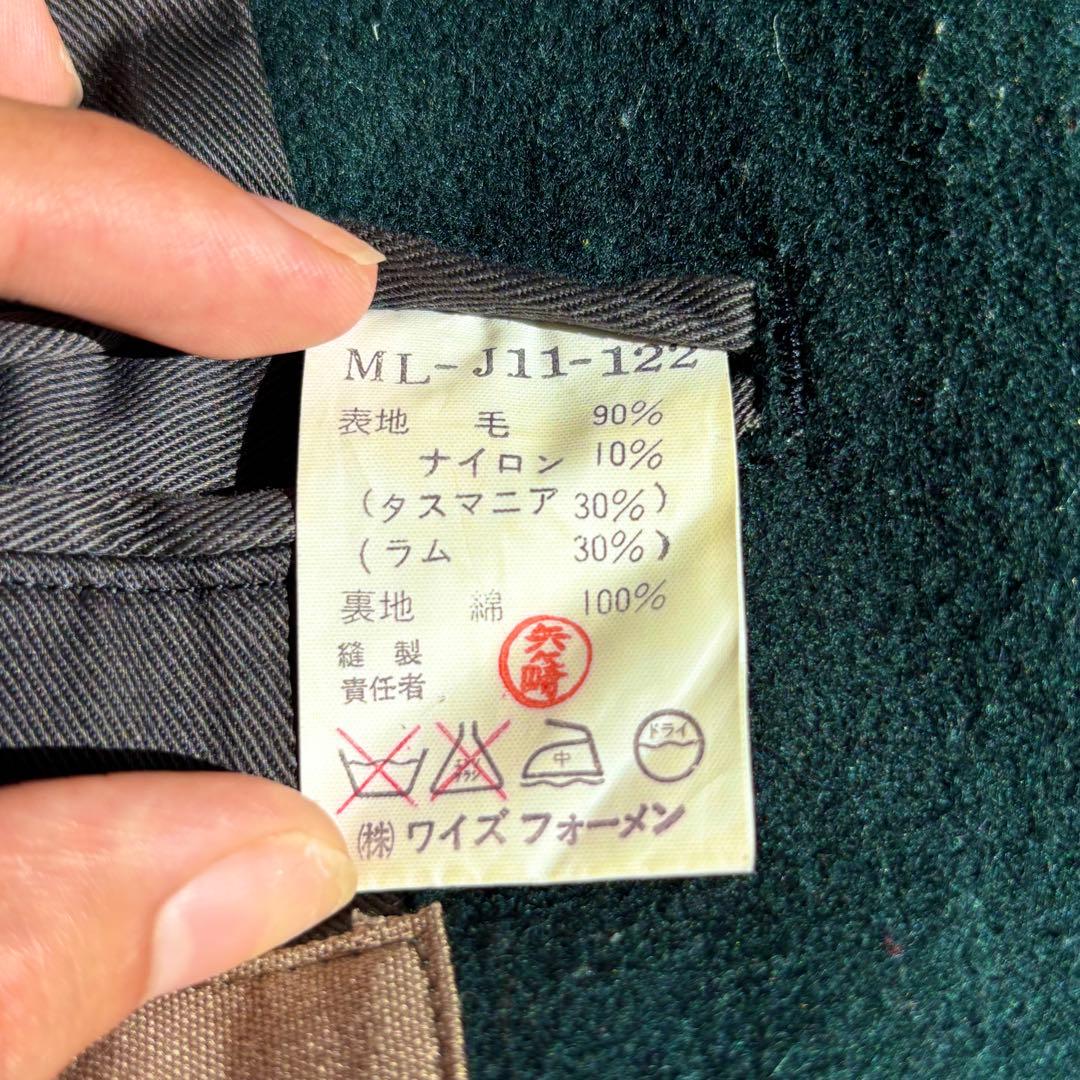 ML-J11-122
表地 毛 90%
ナイロン 10%
(タスマニア 30%)
(ラム 30%)
裏地 綿 100%
縫製
責任者
中
ドライ
(株)ワイズフォーメン